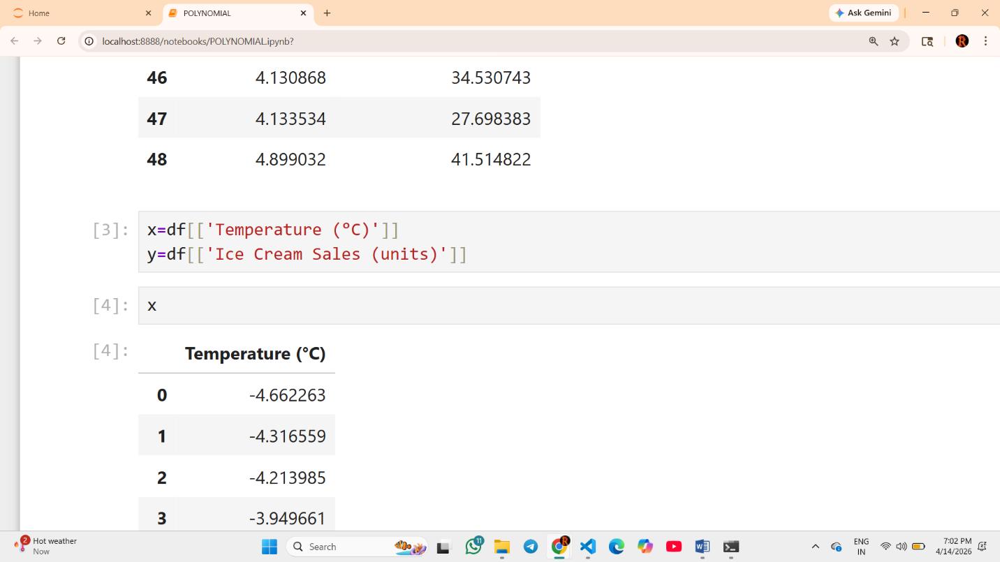 Home
POLYNOMIAL
Ask Gemini
localhost:8888/notebooks/POLYNOMIAL.ipynb?
46 4.130868 34.530743
47 4.133534 27.698383
48 4.899032 41.514822
[3]: x=df[['Temperature (°C)']]
y=df[['Ice Cream Sales (units)']]
[4]: x
[4]: Temperature (°C)
0 -4.662263
1 -4.316559
2 -4.213985
3 -3.949661
2
Hot weather
Now
Search
11
ENG
IN
7:02 PM
4/14/2026